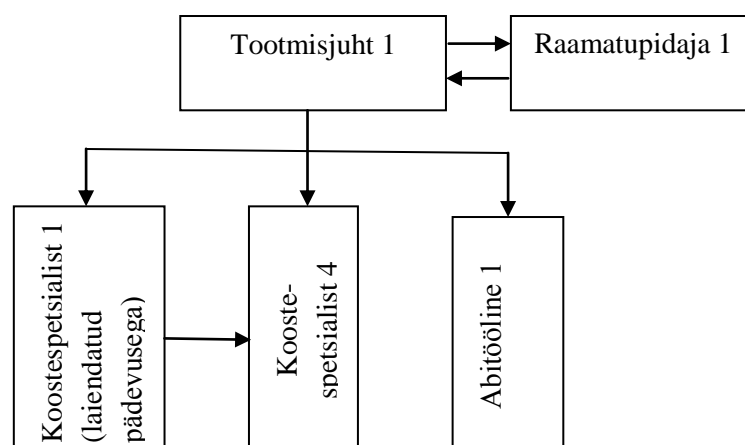 Tootmisjuht 1
Raamatupidaja 1
Koostespetsialist 1
(laiendatud
pädevusega)
Kooste-
spetsialist 4
Abitööline 1